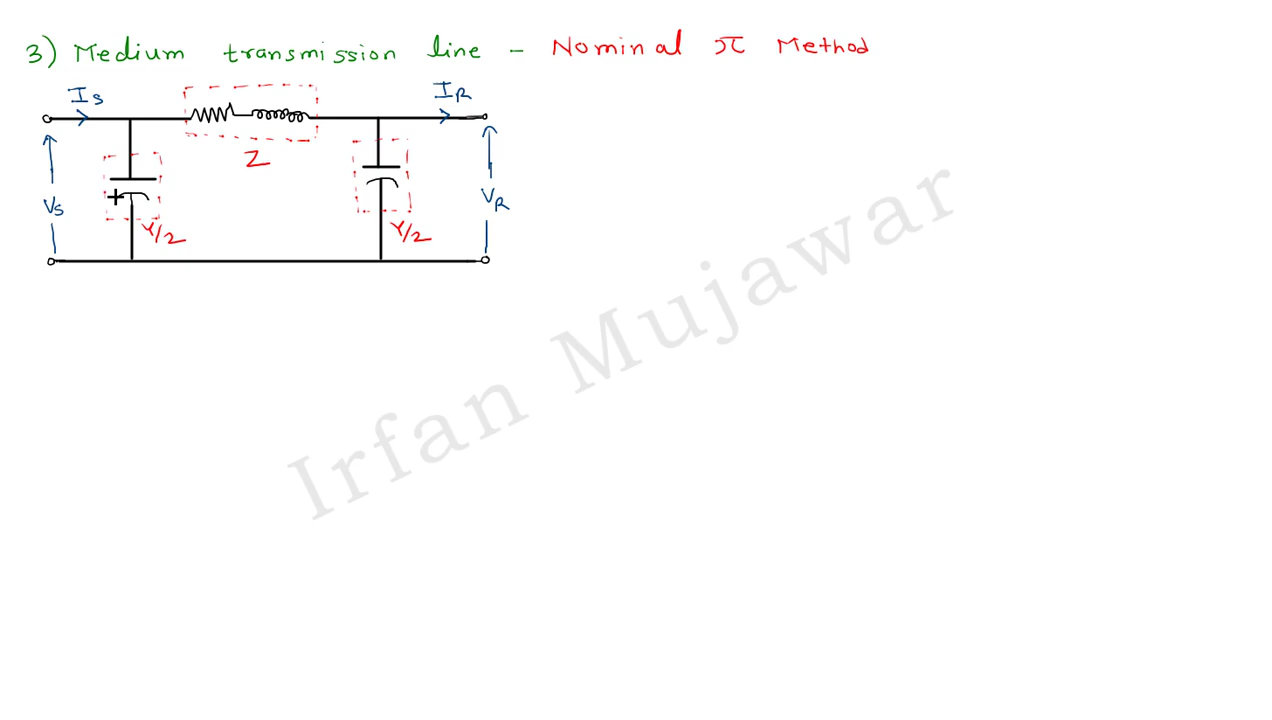 3) Medium transmission line - Nominal π Method
Is
IR
Z
Vs
VR
Y/2
Y/2
Irfan Mujawar